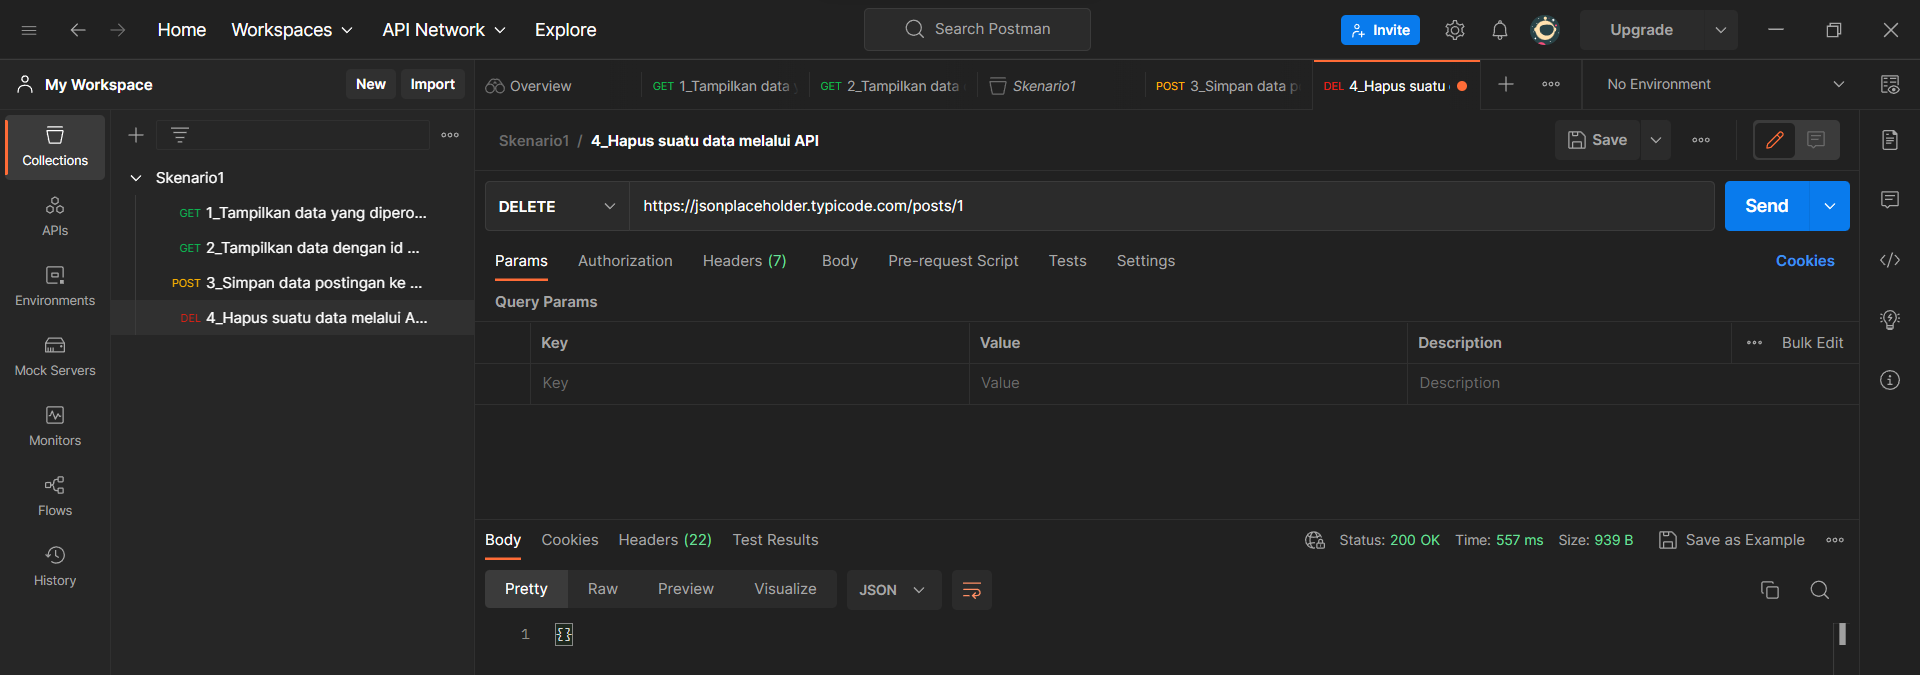 Home Workspaces API Network Explore Search Postman Invite Upgrade
My Workspace New Import Overview GET 1_Tampilkan data GET 2_Tampilkan data Skenario1 POST 3_Simpan data p DEL 4_Hapus suatu No Environment
Collections
APIs
Environments
Mock Servers
Monitors
Flows
History
Skenario1
GET 1_Tampilkan data yang dipero...
GET 2_Tampilkan data dengan id ...
POST 3_Simpan data postingan ke ...
DEL 4_Hapus suatu data melalui A...
Skenario1 / 4_Hapus suatu data melalui API Save
DELETE https://jsonplaceholder.typicode.com/posts/1 Send
Params Authorization Headers (7) Body Pre-request Script Tests Settings Cookies
Query Params
Key Value Description Bulk Edit
Key Value Description
Body Cookies Headers (22) Test Results Status: 200 OK Time: 557 ms Size: 939 B Save as Example
Pretty Raw Preview Visualize JSON
1 {}